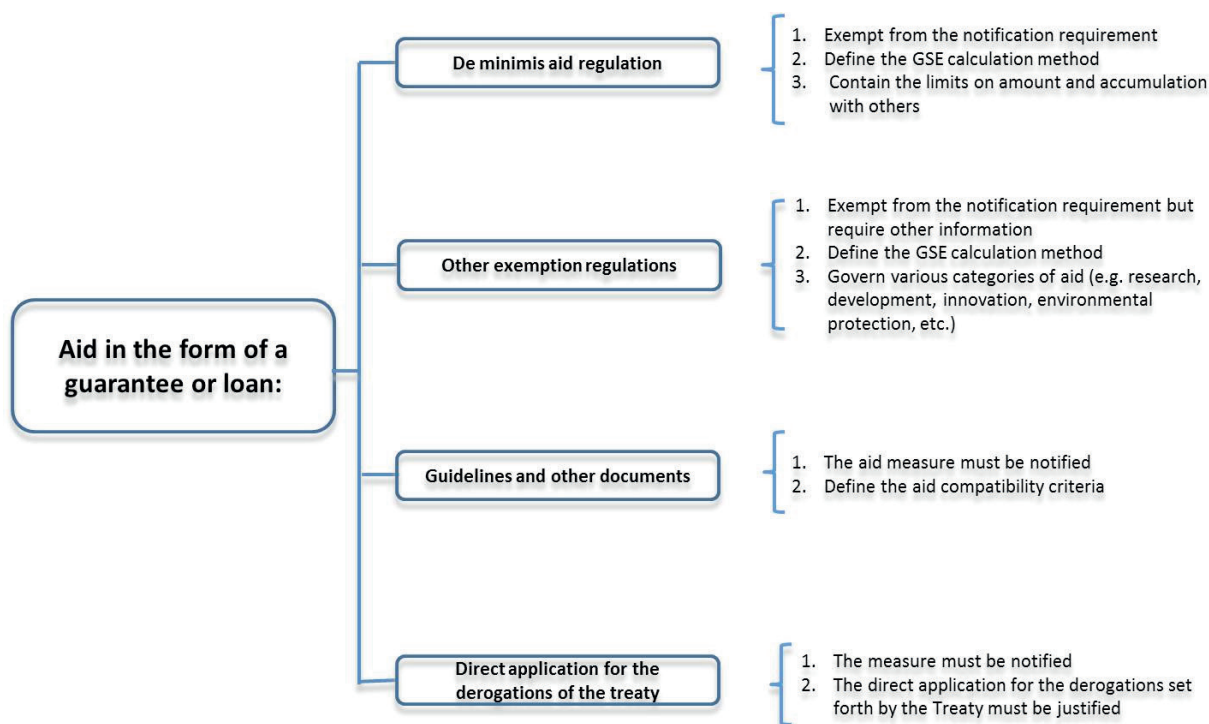 Aid in the form of a
guarantee or loan:
De minimis aid regulation
1. Exempt from the notification requirement
2. Define the GSE calculation method
3. Contain the limits on amount and accumulation
with others
Other exemption regulations
1. Exempt from the notification requirement but
require other information
2. Define the GSE calculation method
3. Govern various categories of aid (e.g. research,
development, innovation, environmental
protection, etc.)
Guidelines and other documents
1. The aid measure must be notified
2. Define the aid compatibility criteria
Direct application for the
derogations of the treaty
1. The measure must be notified
2. The direct application for the derogations set
forth by the Treaty must be justified